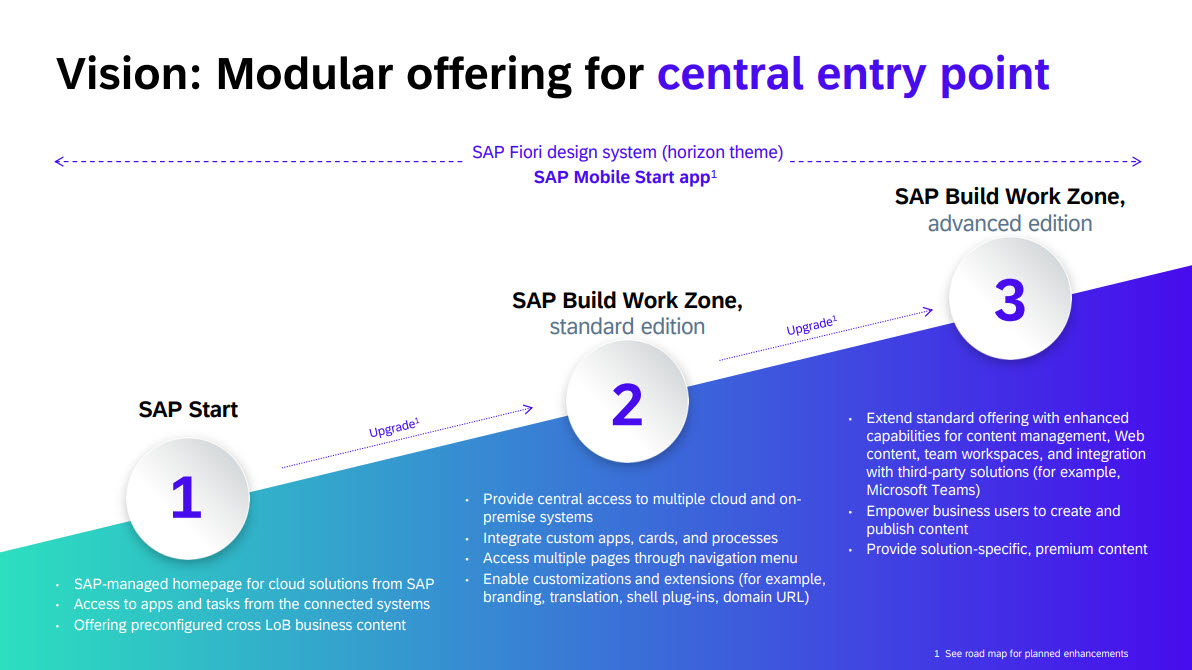 Vision: Modular offering for central entry point
SAP Fiori design system (horizon theme)
SAP Mobile Start app¹
SAP Start
1
• SAP-managed homepage for cloud solutions from SAP
• Access to apps and tasks from the connected systems
• Offering preconfigured cross LoB business content
Upgrade¹
SAP Build Work Zone,
standard edition
2
• Provide central access to multiple cloud and on-
premise systems
• Integrate custom apps, cards, and processes
• Access multiple pages through navigation menu
• Enable customizations and extensions (for example,
branding, translation, shell plug-ins, domain URL)
Upgrade¹
SAP Build Work Zone,
advanced edition
3
• Extend standard offering with enhanced
capabilities for content management, Web
content, team workspaces, and integration
with third-party solutions (for example,
Microsoft Teams)
• Empower business users to create and
publish content
• Provide solution-specific, premium content
1 See road map for planned enhancements